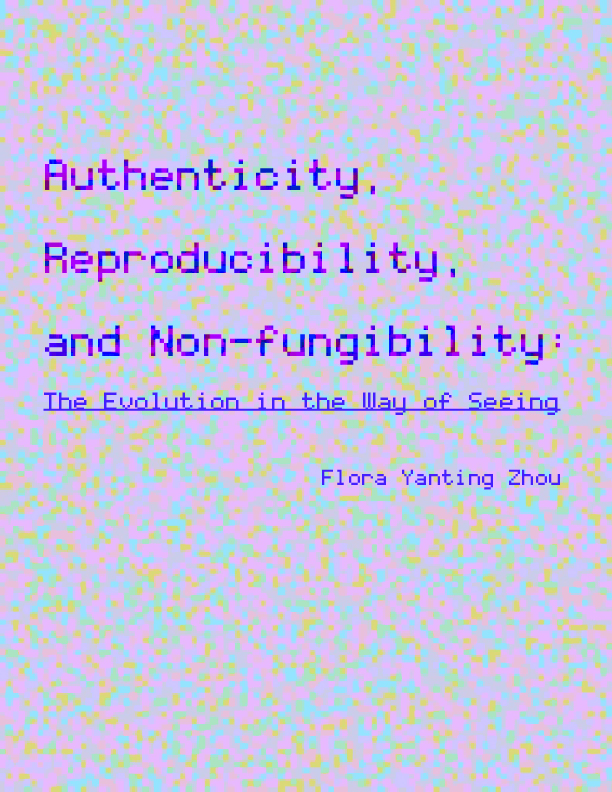 Authenticity,
Reproducibility,
and Non-fungibility:
The Evolution in the Way of Seeing
Flora Yanting Zhou